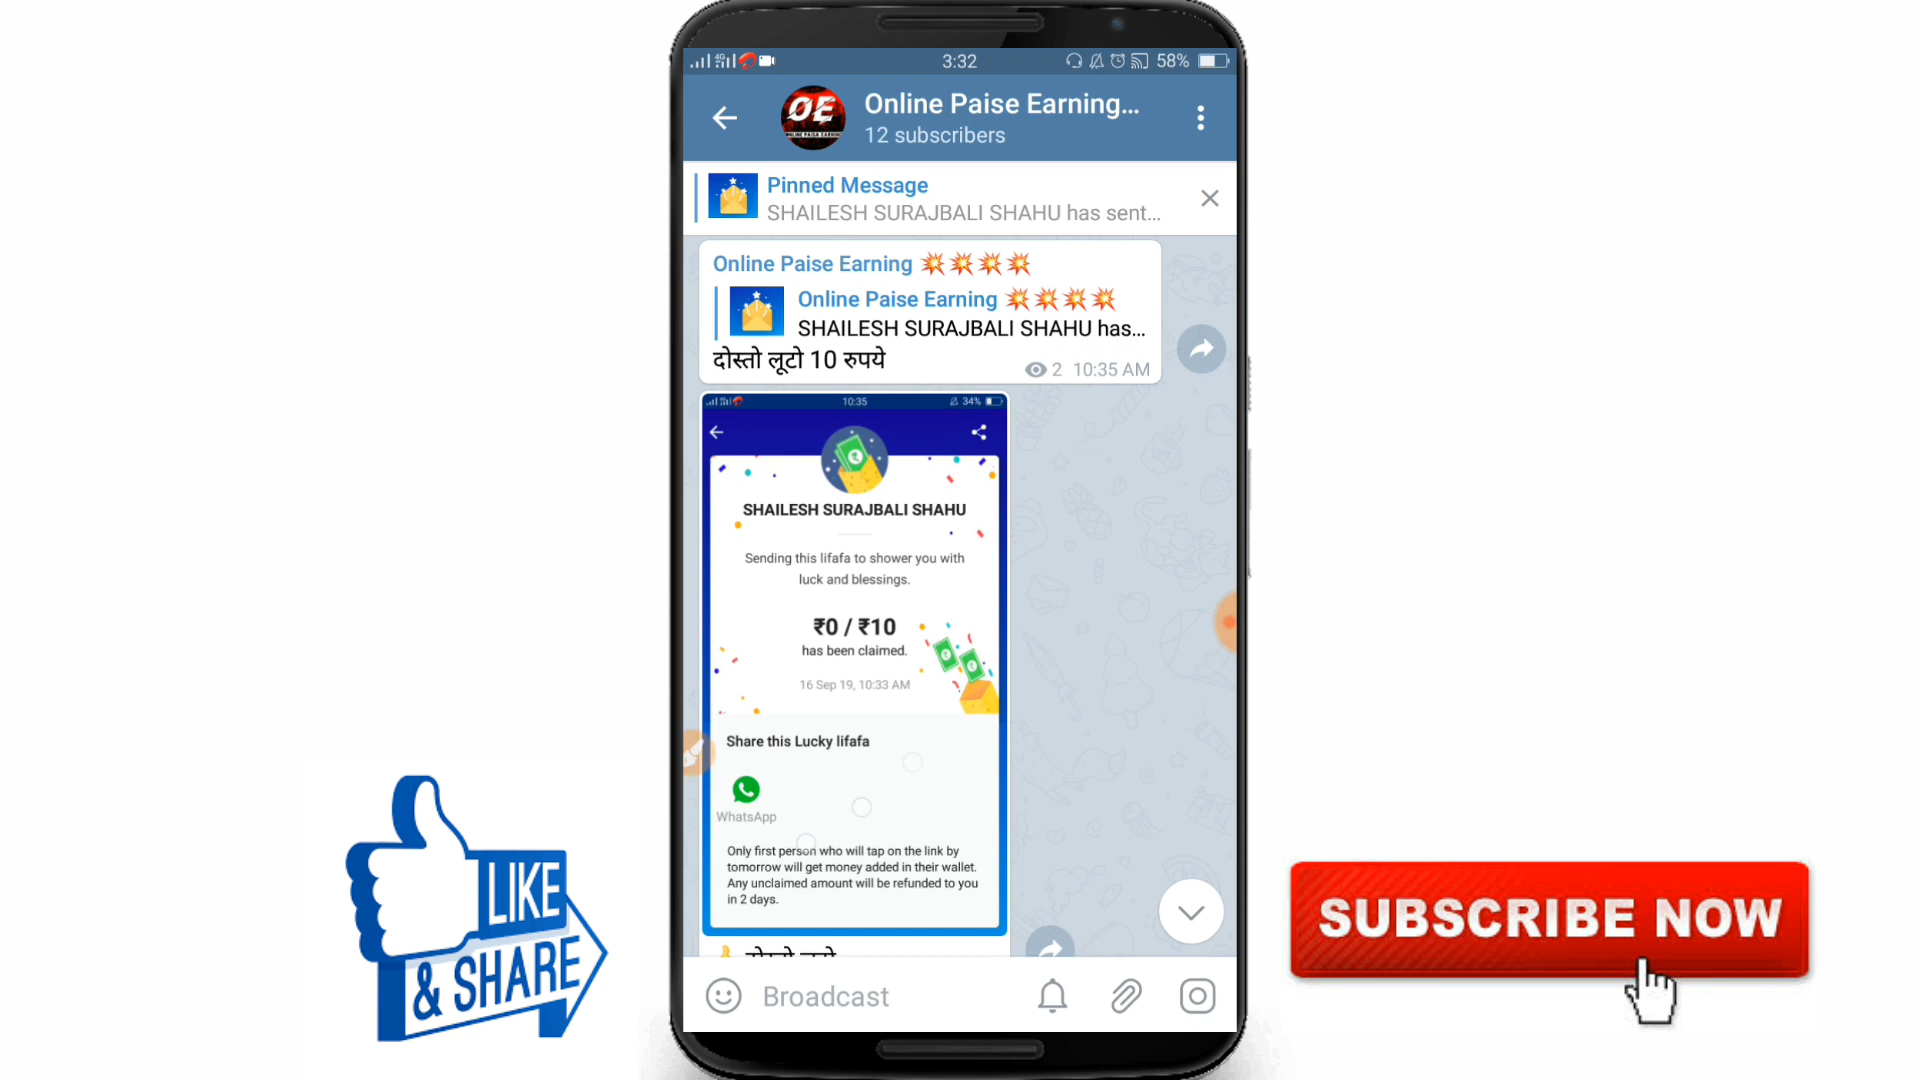 3:32
58%
OE
Online Paise Earning...
12 subscribers
Pinned Message
SHAILESH SURAJBALI SHAHU has sent...
Online Paise Earning 💥💥💥💥
Online Paise Earning 💥💥💥💥
SHAILESH SURAJBALI SHAHU has...
दोस्तो लूटो 10 रुपये
2 10:35 AM
10:35
34%
SHAILESH SURAJBALI SHAHU
Sending this lifafa to shower you with
luck and blessings.
₹0 / ₹10
has been claimed.
16 Sep 19, 10:33 AM
Share this Lucky lifafa
WhatsApp
Only first person who will tap on the link by
tomorrow will get money added in their wallet.
Any unclaimed amount will be refunded to you
in 2 days.
Broadcast
LIKE
& SHARE
SUBSCRIBE NOW